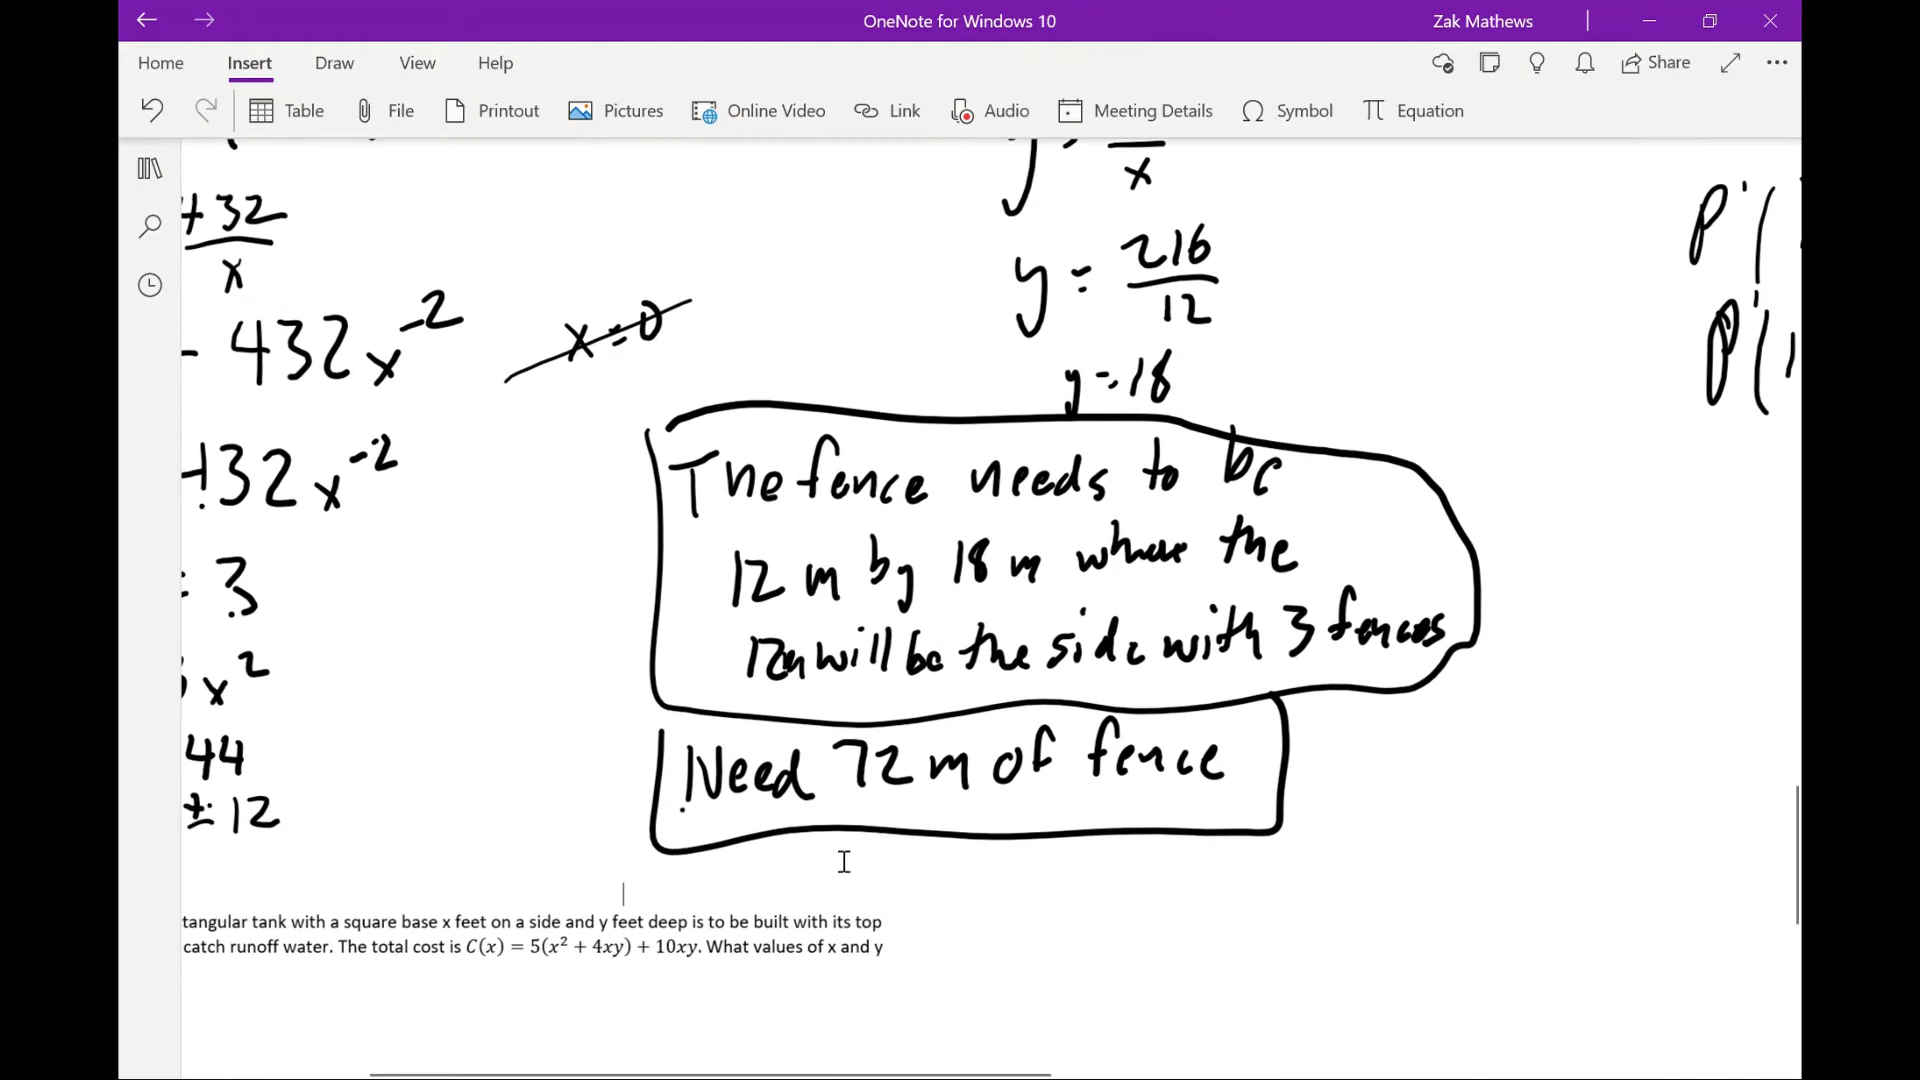 OneNote for Windows 10
Zak Mathews
Home Insert Draw View Help
Share
Table File Printout Pictures Online Video Link Audio Meeting Details Symbol Equation
x
+32
x
y = 216
12
x=0
- 432x⁻²
y = 18
432x⁻²
The fence needs to be
12 m by 18 m where the
12m will be the side with 3 fences
= 3
x²
44
± 12
Need 72 m of fence
P'(
P'(1
tangular tank with a square base x feet on a side and y feet deep is to be built with its top
catch runoff water. The total cost is C(x) = 5(x² + 4xy) + 10xy. What values of x and y